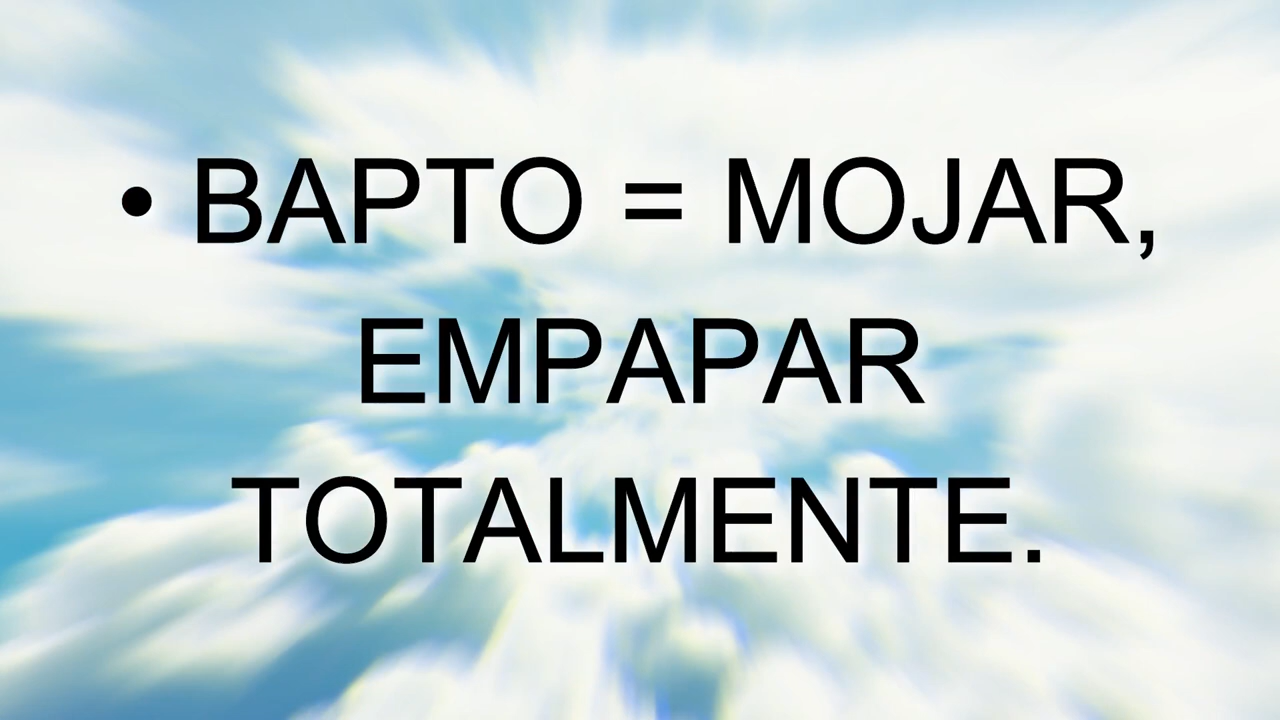 • BAPTO = MOJAR,
EMPAPAR
TOTALMENTE.